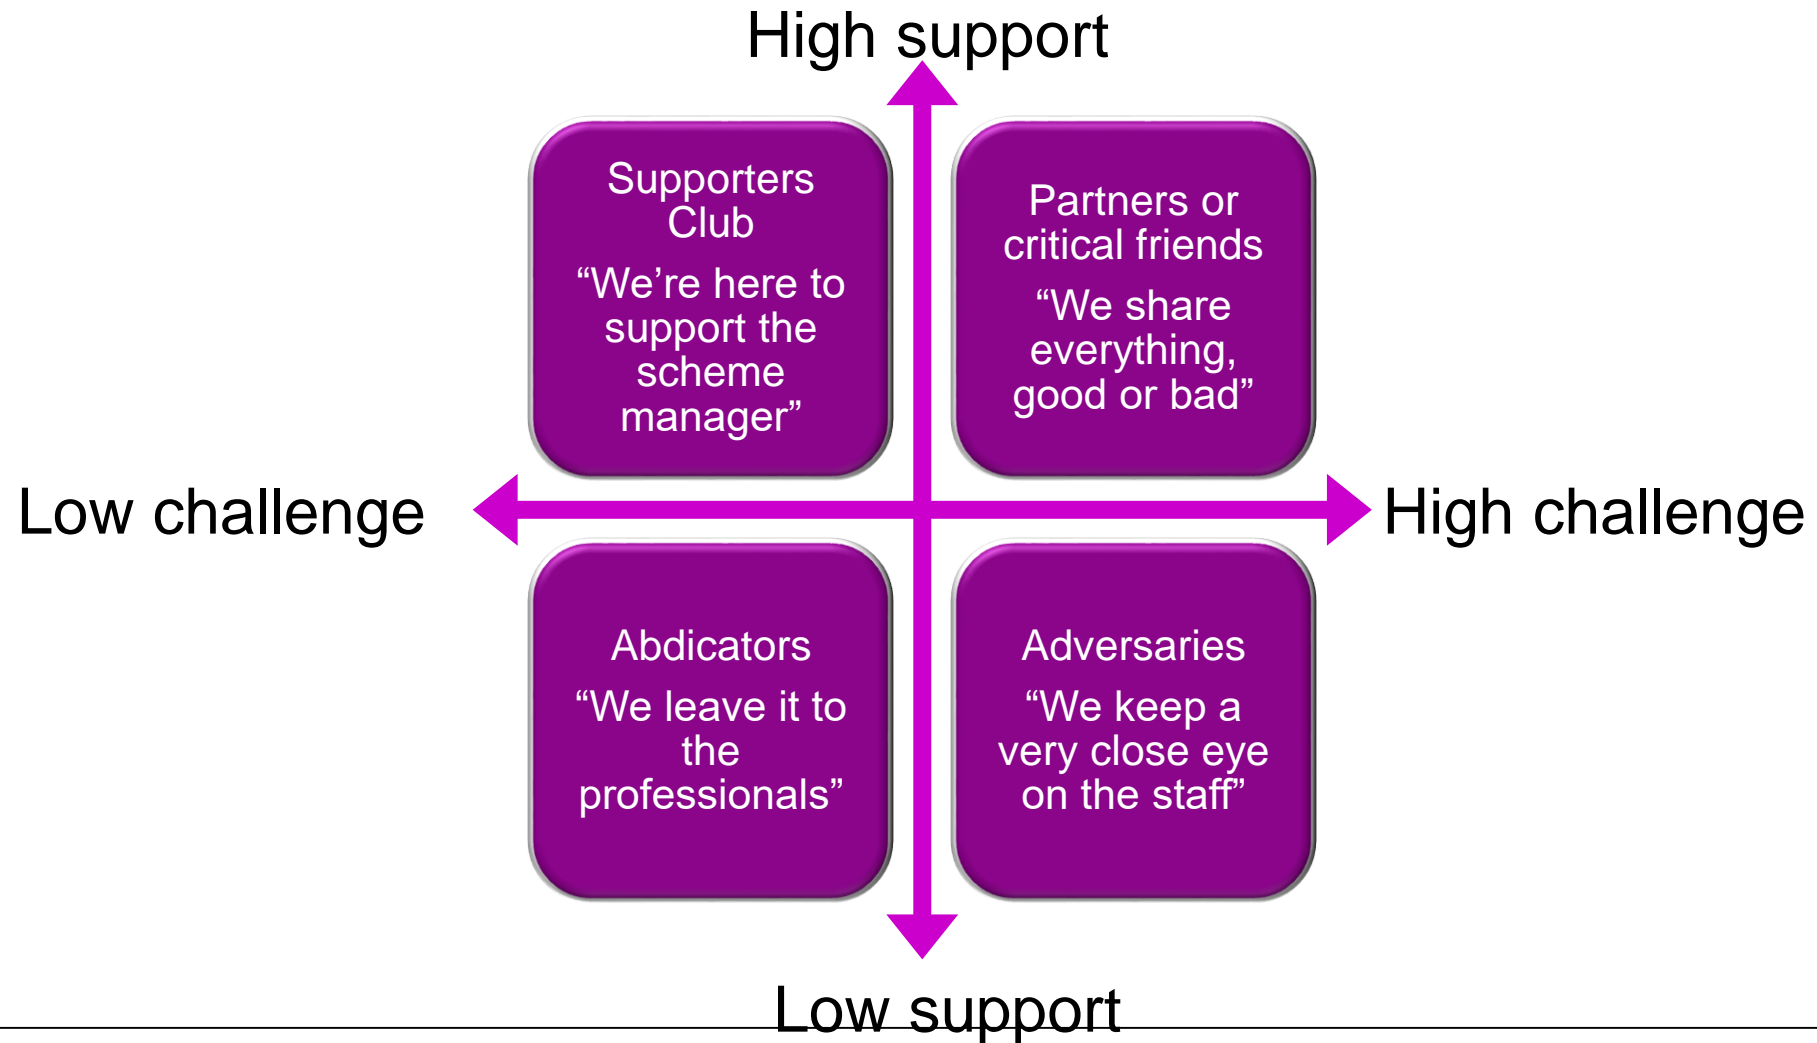 High support
Supporters
Club
“We’re here to
support the
scheme
manager”
Partners or
critical friends
“We share
everything,
good or bad”
Low challenge
High challenge
Abdicators
“We leave it to
the
professionals”
Adversaries
“We keep a
very close eye
on the staff”
Low support